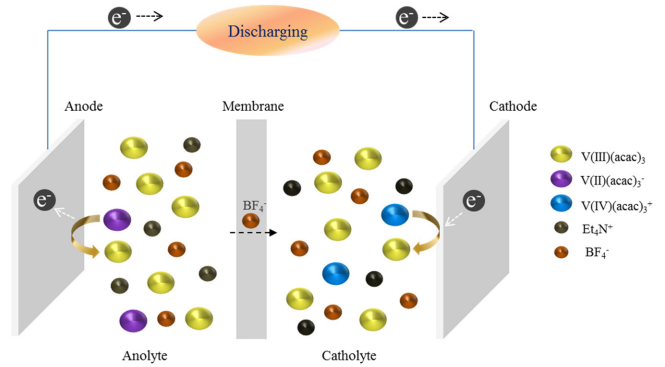 e⁻
e⁻
Discharging
Anode
Membrane
Cathode
V(III)(acac)₃
V(II)(acac)₃⁻
V(IV)(acac)₃⁺
Et₄N⁺
BF₄⁻
e⁻
BF₄⁻
e⁻
Anolyte
Catholyte